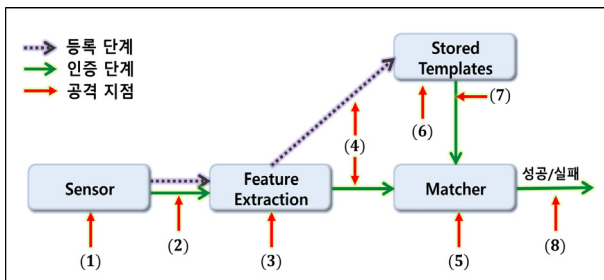 등록 단계
인증 단계
공격 지점
Stored
Templates
(7)
(6)
(4)
성공/실패
Sensor
Feature
Extraction
Matcher
(1)
(2)
(3)
(5)
(8)